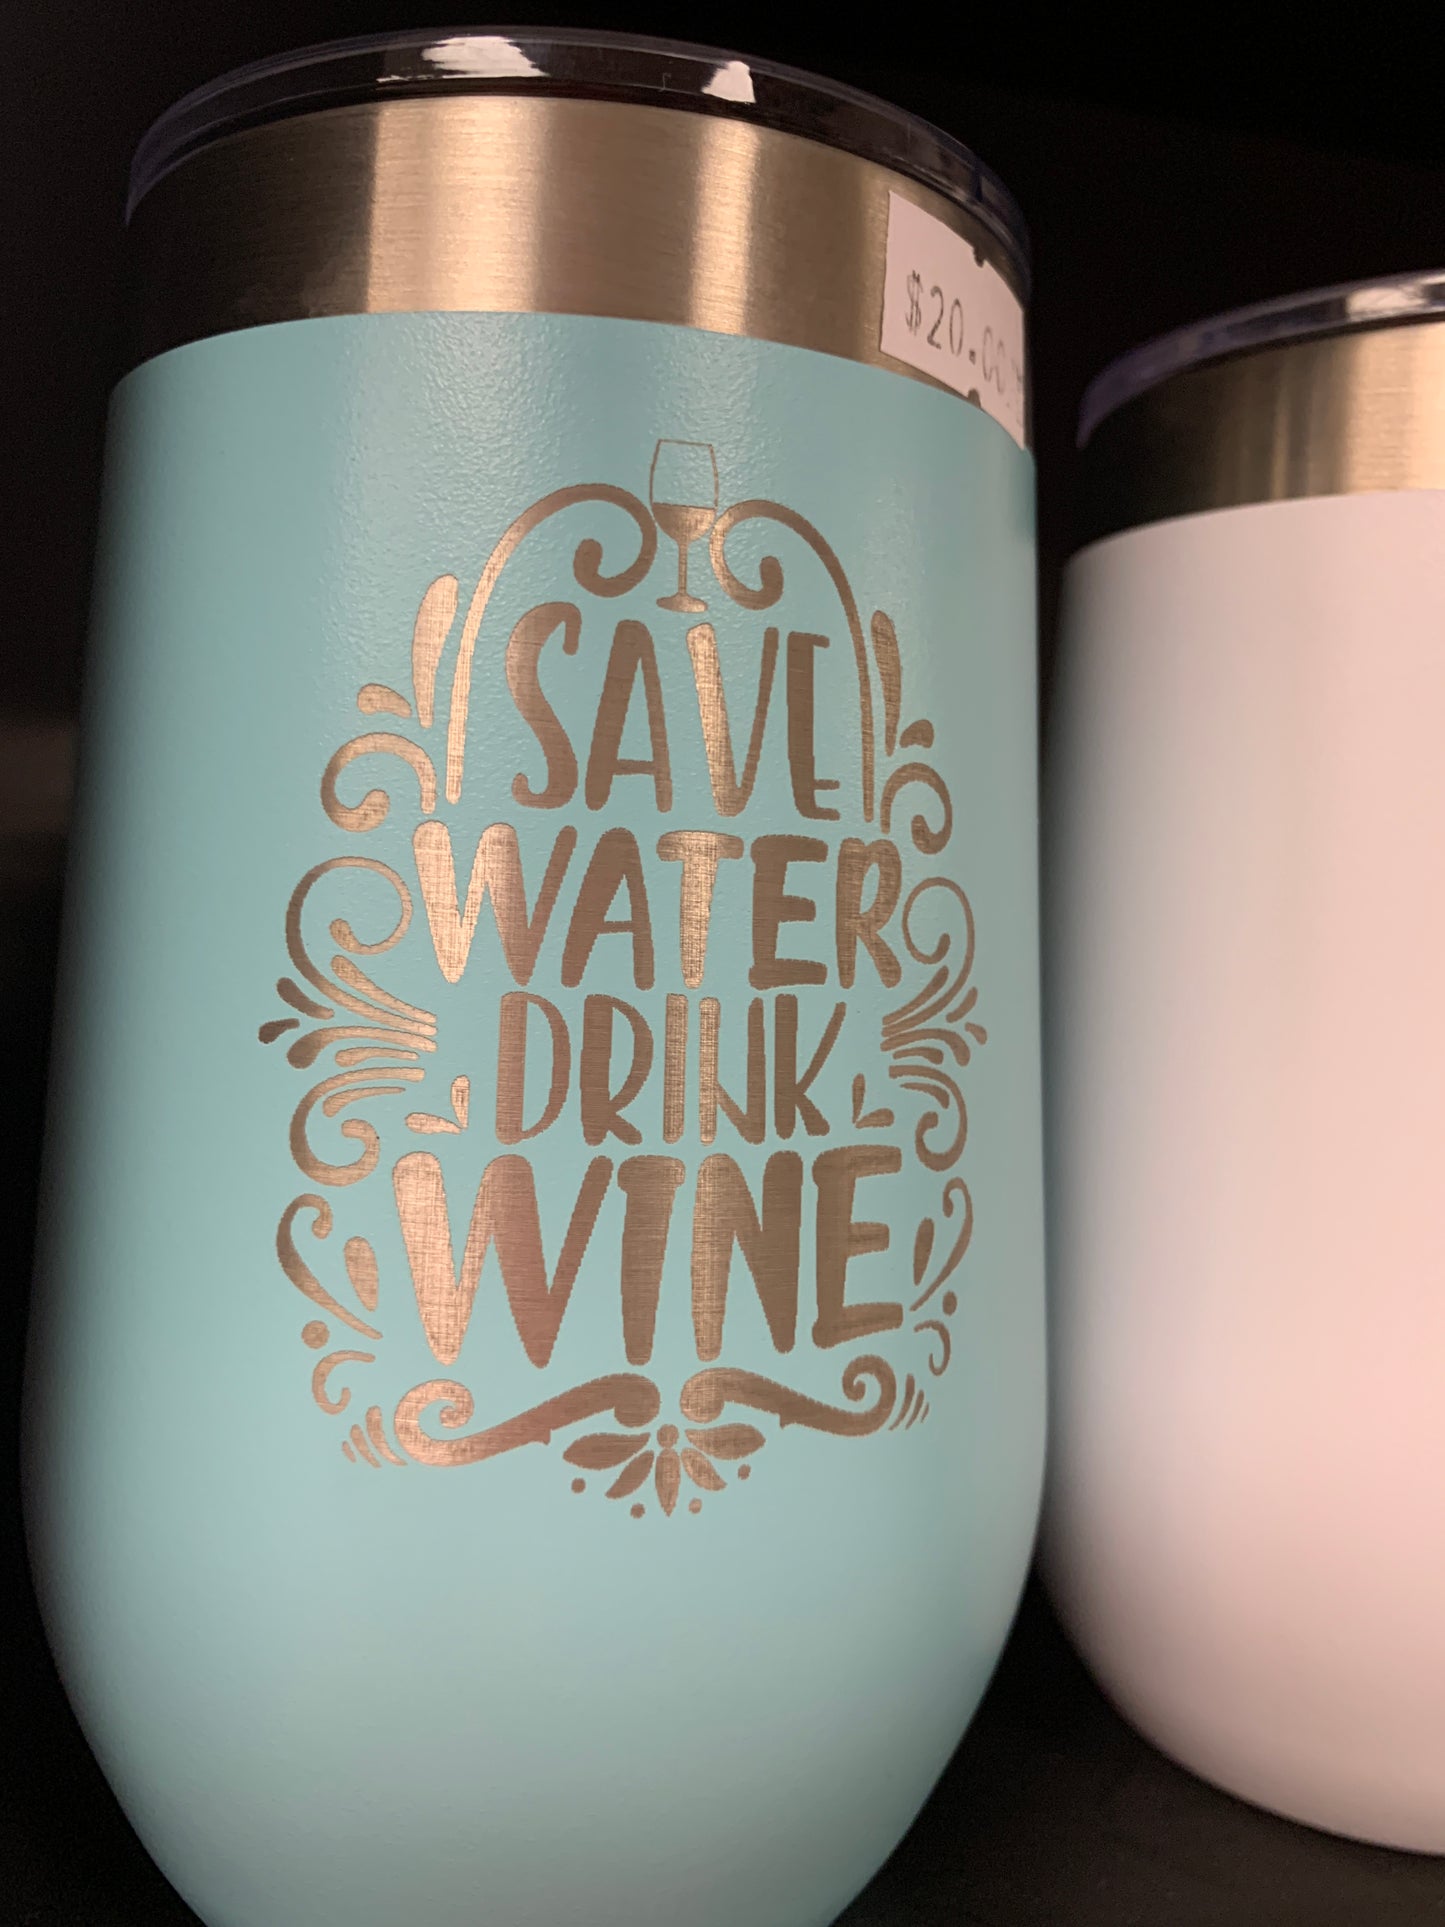 $20.00
SAVE
WATER
DRINK
WINE